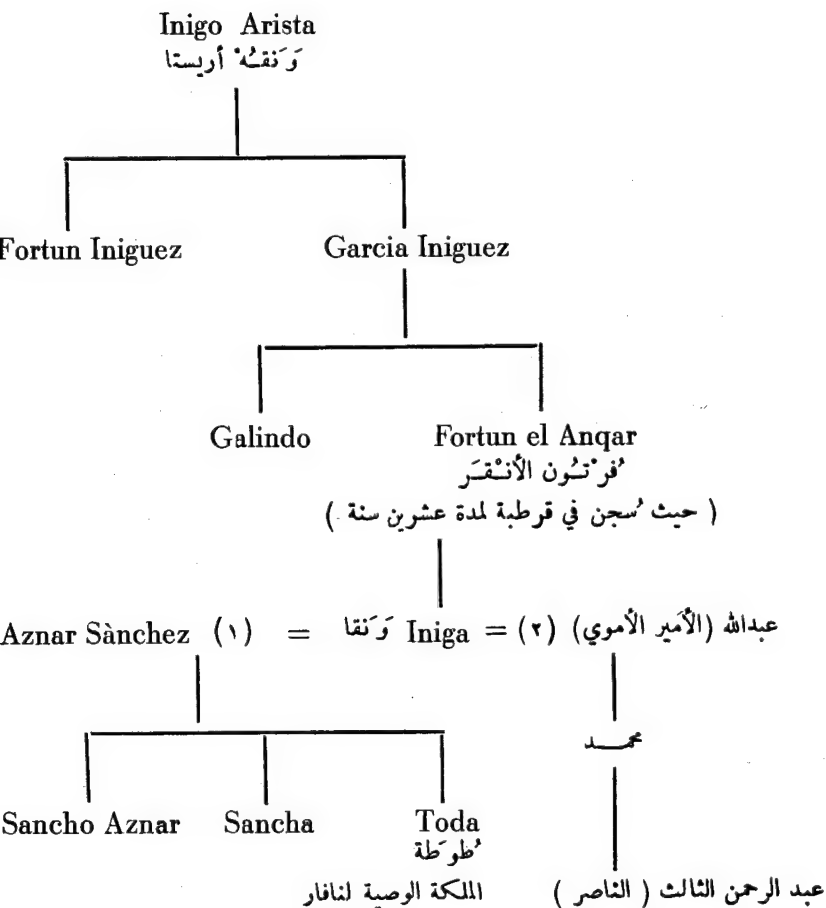 Inigo Arista
وَنقُهْ أريستا
Fortun Iniguez Garcia Iniguez
Galindo Fortun el Anqar
فُرْتُون الأنْقَر
( حيث سُجن في قرطبة لمدة عشرين سنة . )
Aznar Sànchez (١) = وَنقا Iniga = (٢) عبدالله (الأمير الأموي)
محمد
Sancho Aznar Sancha Toda
طُوطَة
الملكة الوصية لنافار عبد الرحمن الثالث ( الناصر )